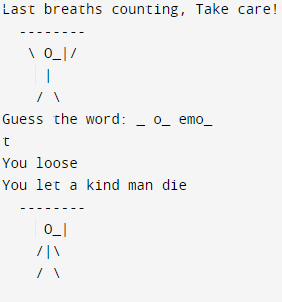 Last breaths counting, Take care!
--------
\ O_|/
|
/ \
Guess the word: _ o_ emo_
t
You loose
You let a kind man die
--------
O_|
/|\
/ \